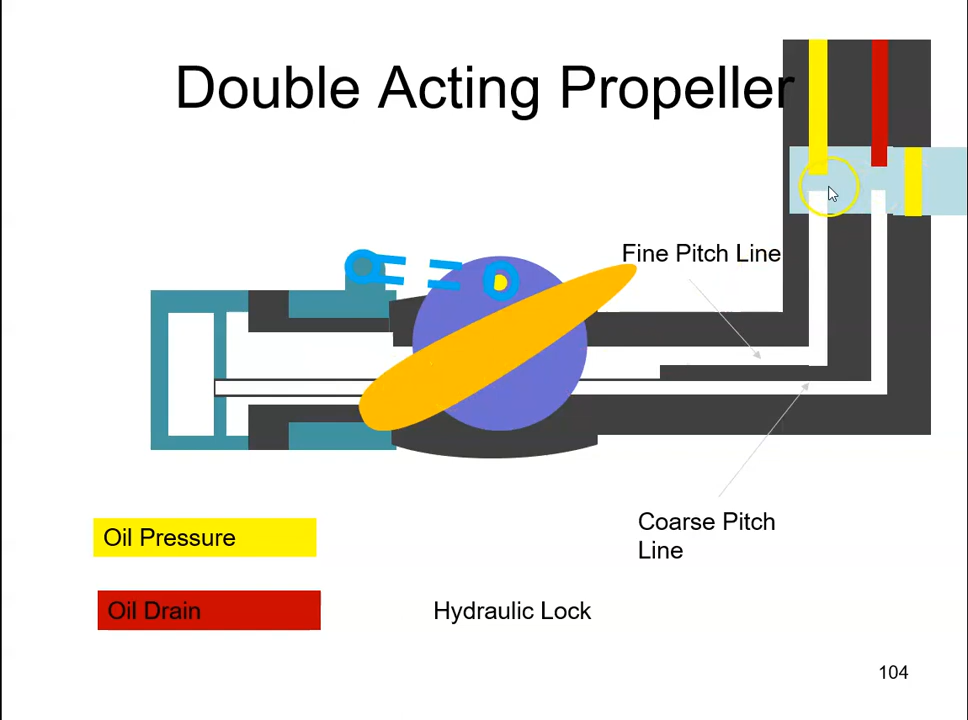 Double Acting Propeller
Fine Pitch Line
Coarse Pitch
Line
Oil Pressure
Oil Drain
Hydraulic Lock
104